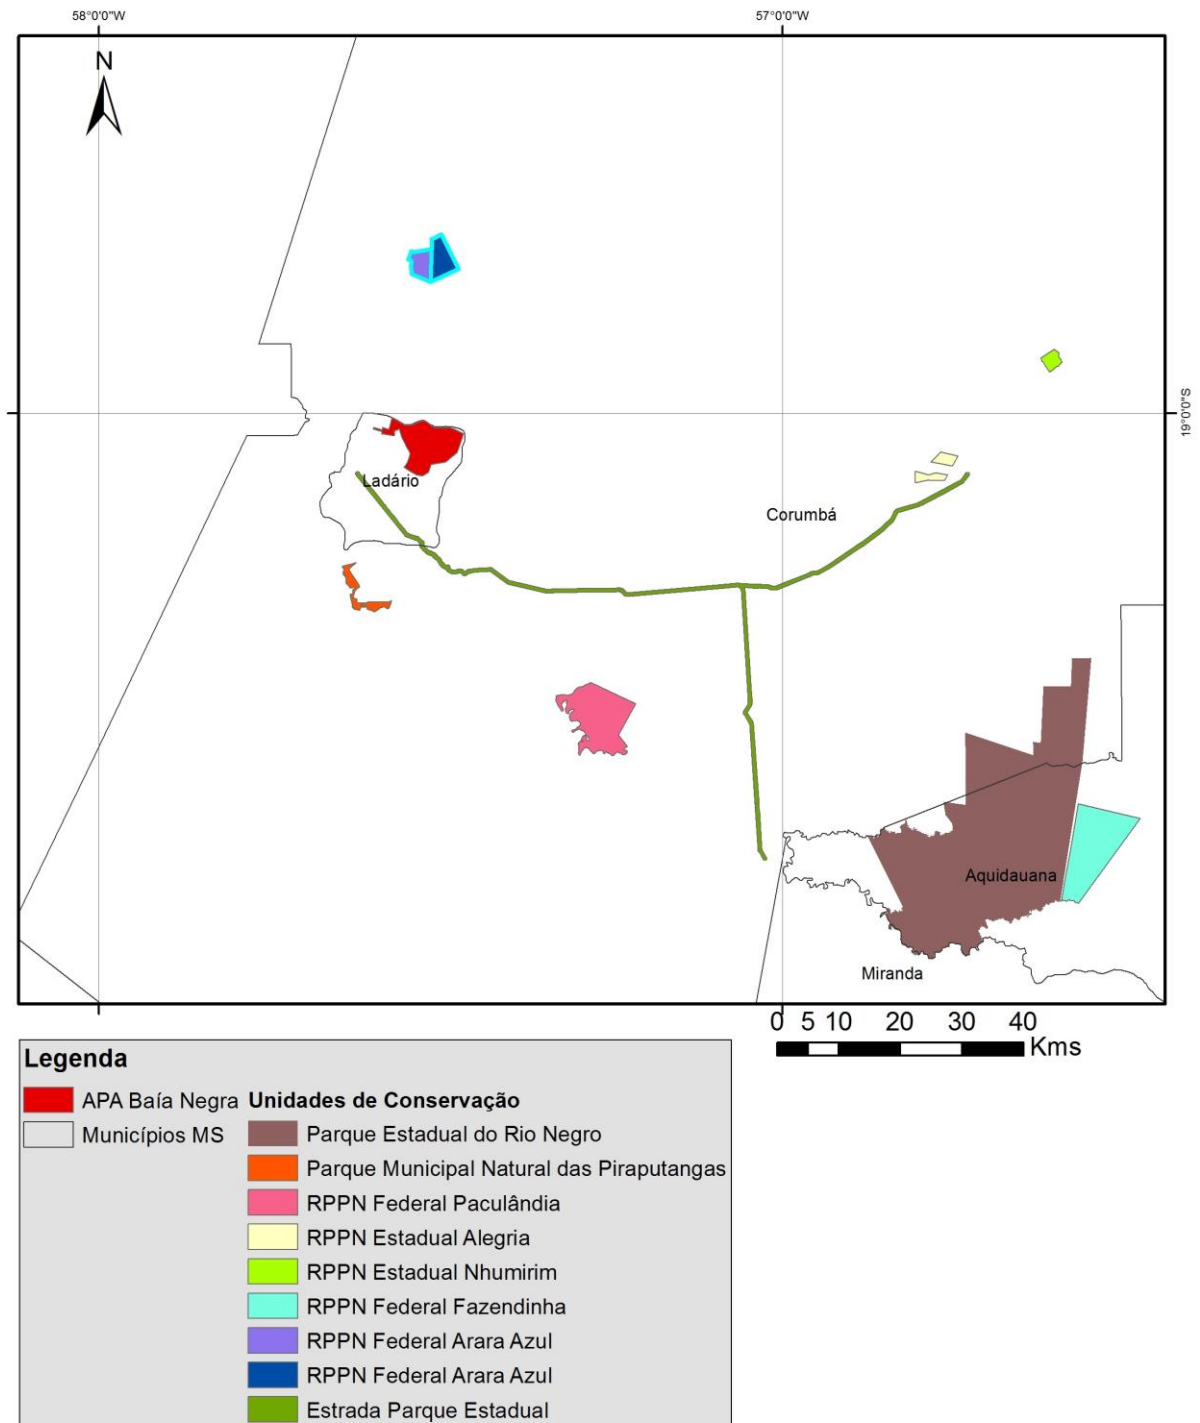 58°0'0"W 57°0'0"W
N
19°0'0"S
Ladário
Corumbá
Aquidauana
Miranda
0 5 10 20 30 40
Kms
Legenda
APA Baía Negra
Municípios MS
Unidades de Conservação
Parque Estadual do Rio Negro
Parque Municipal Natural das Piraputangas
RPPN Federal Paculândia
RPPN Estadual Alegria
RPPN Estadual Nhumirim
RPPN Federal Fazendinha
RPPN Federal Arara Azul
RPPN Federal Arara Azul
Estrada Parque Estadual